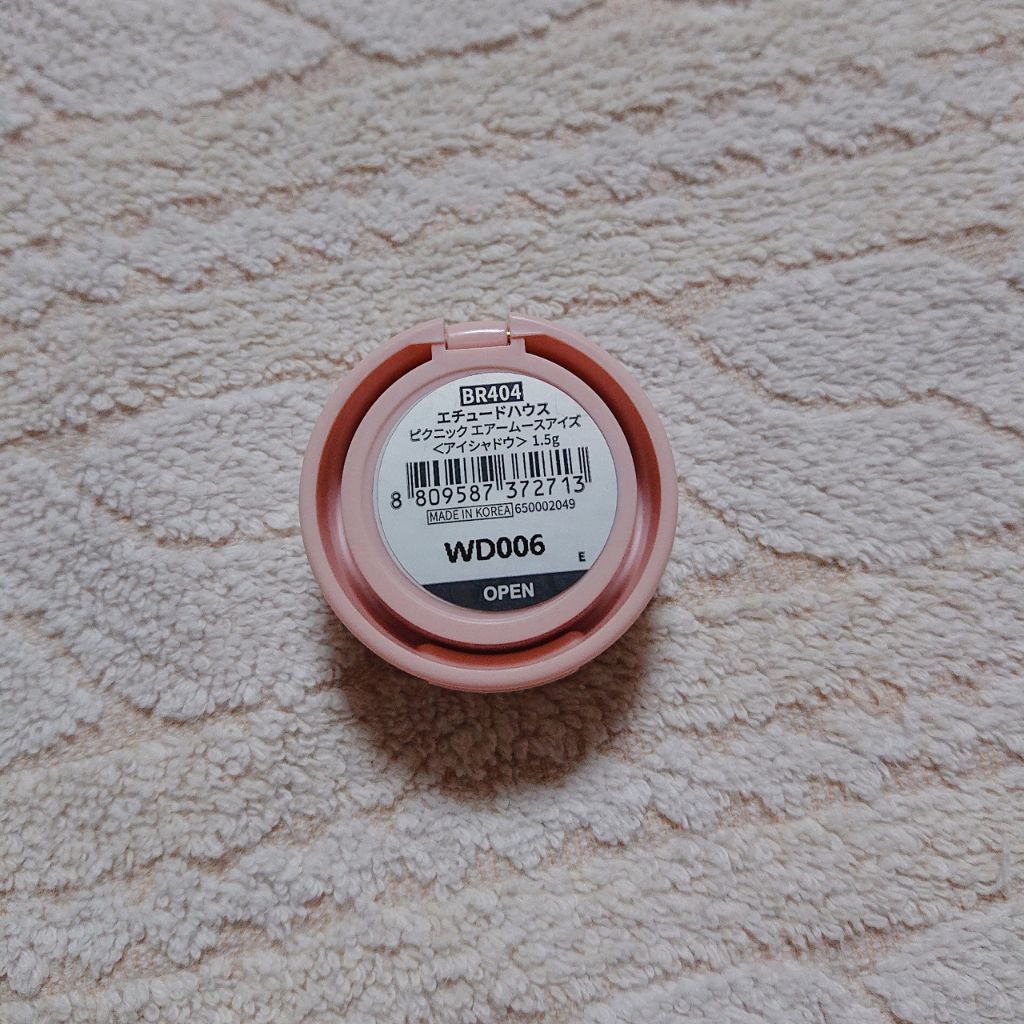 BR404
エチュードハウス
ピクニック エアームースアイズ
<アイシャドウ> 1.5g
8 809587 372713
MADE IN KOREA 650002049
WD006
E
OPEN